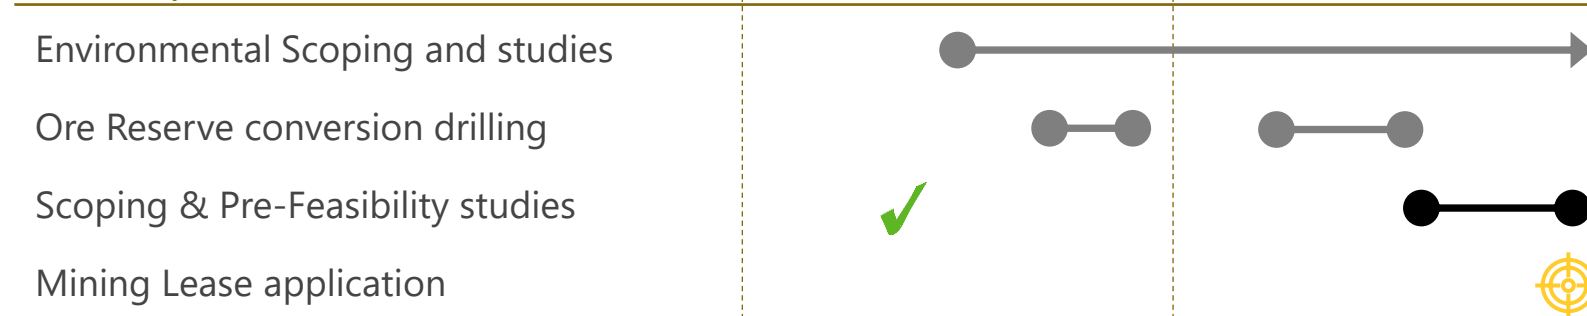 Environmental Scoping and studies
Ore Reserve conversion drilling
Scoping & Pre-Feasibility studies
Mining Lease application